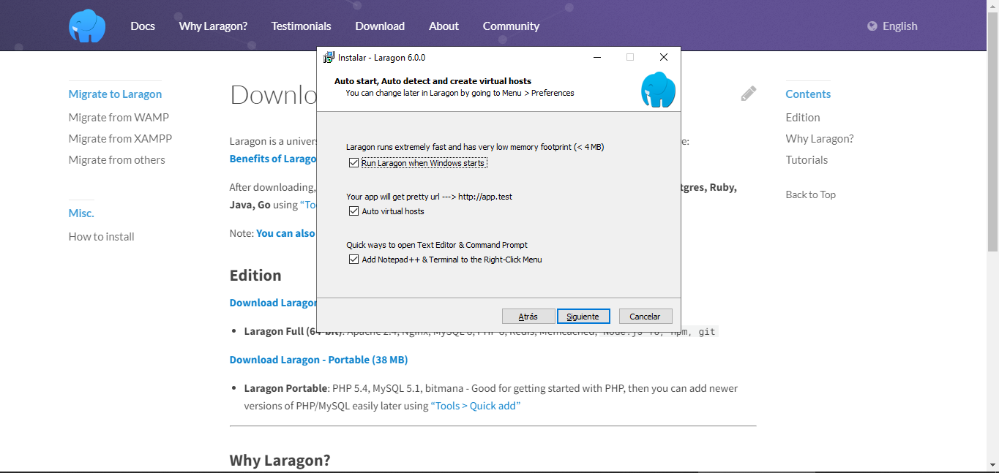 Docs
Why Laragon?
Testimonials
Download
About
Community
English
Instalar - Laragon 6.0.0
Auto start, Auto detect and create virtual hosts
You can change later in Laragon by going to Menu > Preferences
Laragon runs extremely fast and has very low memory footprint (< 4 MB)
Run Laragon when Windows starts
Your app will get pretty url ---> http://app.test
Auto virtual hosts
Quick ways to open Text Editor & Command Prompt
Add Notepad++ & Terminal to the Right-Click Menu
Atrás
Siguiente
Cancelar
Migrate to Laragon
Migrate from WAMP
Migrate from XAMPP
Migrate from others
Misc.
How to install
Downlo
Laragon is a univer
e:
Benefits of Larago
After downloading,
tgres, Ruby,
Java, Go using “To
Note: You can also
Edition
Download Laragon
Laragon Full (64-bit): Apache 2.4, Nginx, MySQL 8, PHP 8, Redis, Memcached, Node.js 18, npm, git
Download Laragon - Portable (38 MB)
Laragon Portable: PHP 5.4, MySQL 5.1, bitmana - Good for getting started with PHP, then you can add newer
versions of PHP/MySQL easily later using “Tools > Quick add”
Why Laragon?
Contents
Edition
Why Laragon?
Tutorials
Back to Top